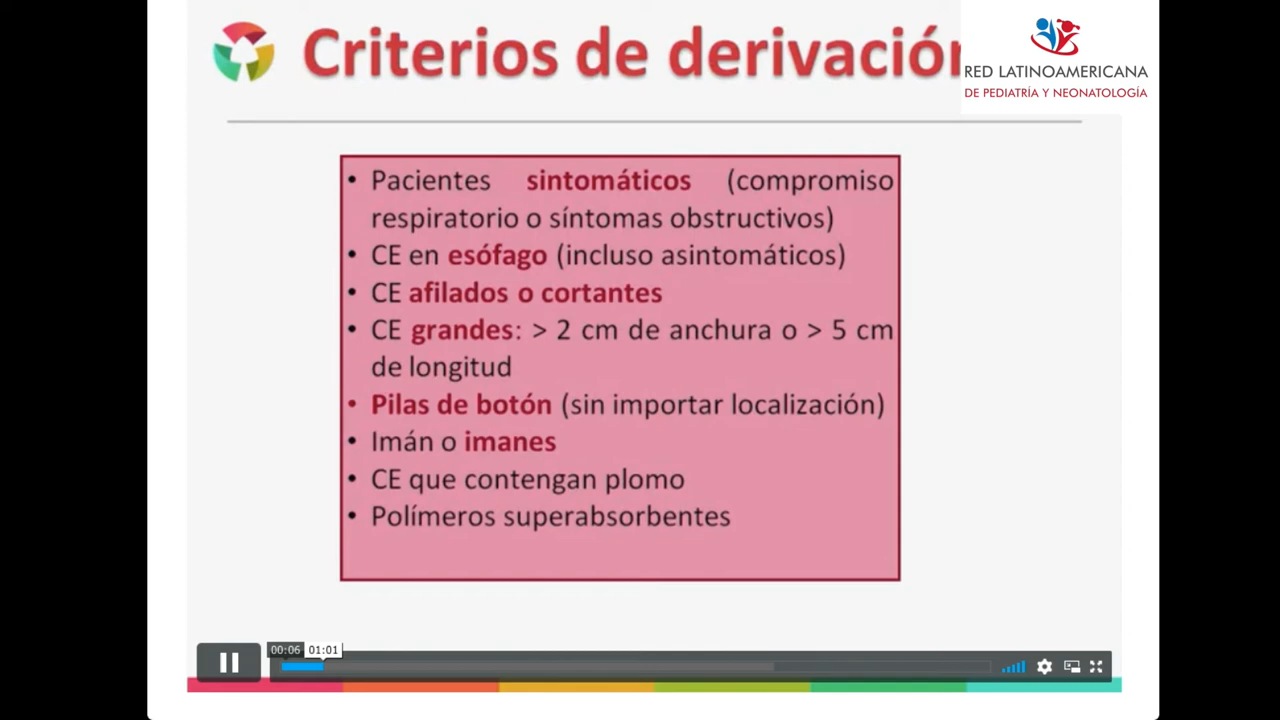 Criterios de derivación
RED LATINOAMERICANA
DE PEDIATRÍA Y NEONATOLOGÍA
• Pacientes sintomáticos (compromiso
respiratorio o síntomas obstructivos)
• CE en esófago (incluso asintomáticos)
• CE afilados o cortantes
• CE grandes: > 2 cm de anchura o > 5 cm
de longitud
• Pilas de botón (sin importar localización)
• Imán o imanes
• CE que contengan plomo
• Polímeros superabsorbentes
00:06 01:01